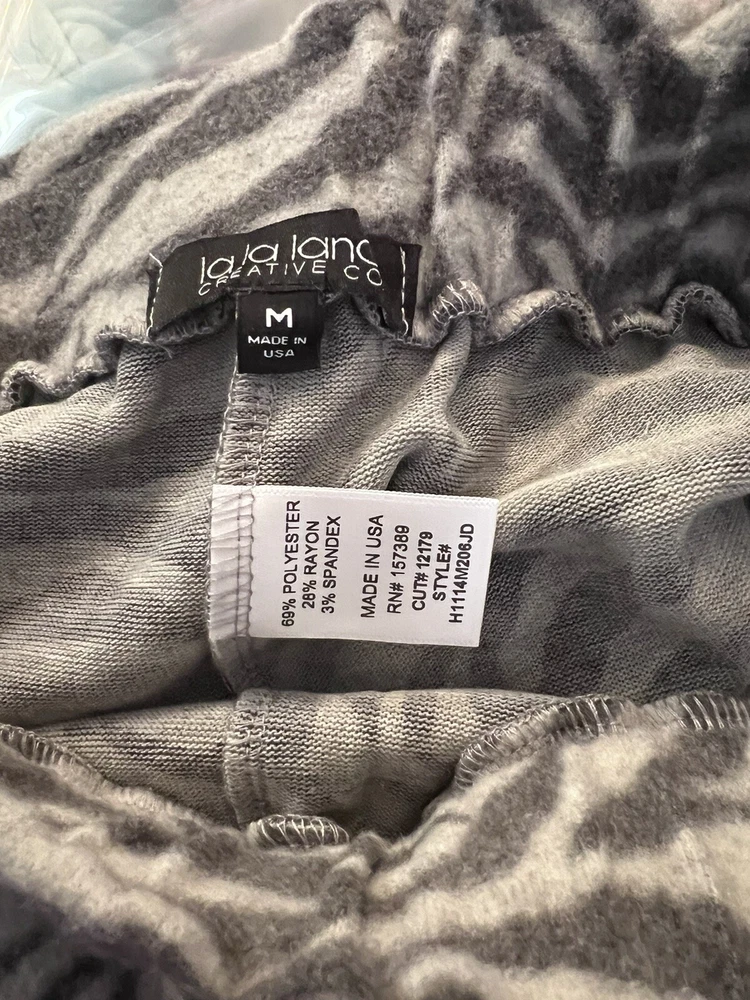 la la land
CREATIVE CO
M
MADE IN
USA
69% POLYESTER
28% RAYON
3% SPANDEX
MADE IN USA
RN# 157389
CUT# 12179
STYLE#
H1114M206JD